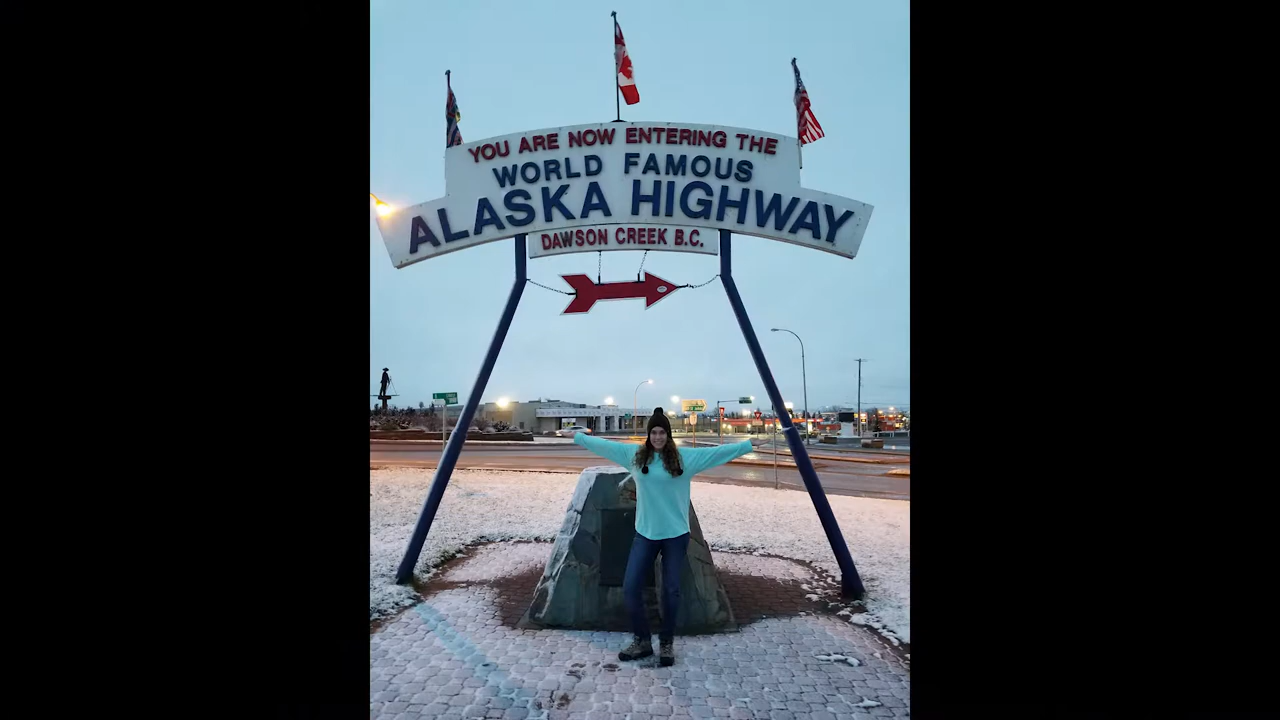 YOU ARE NOW ENTERING THE
WORLD FAMOUS
ALASKA HIGHWAY
DAWSON CREEK B.C.